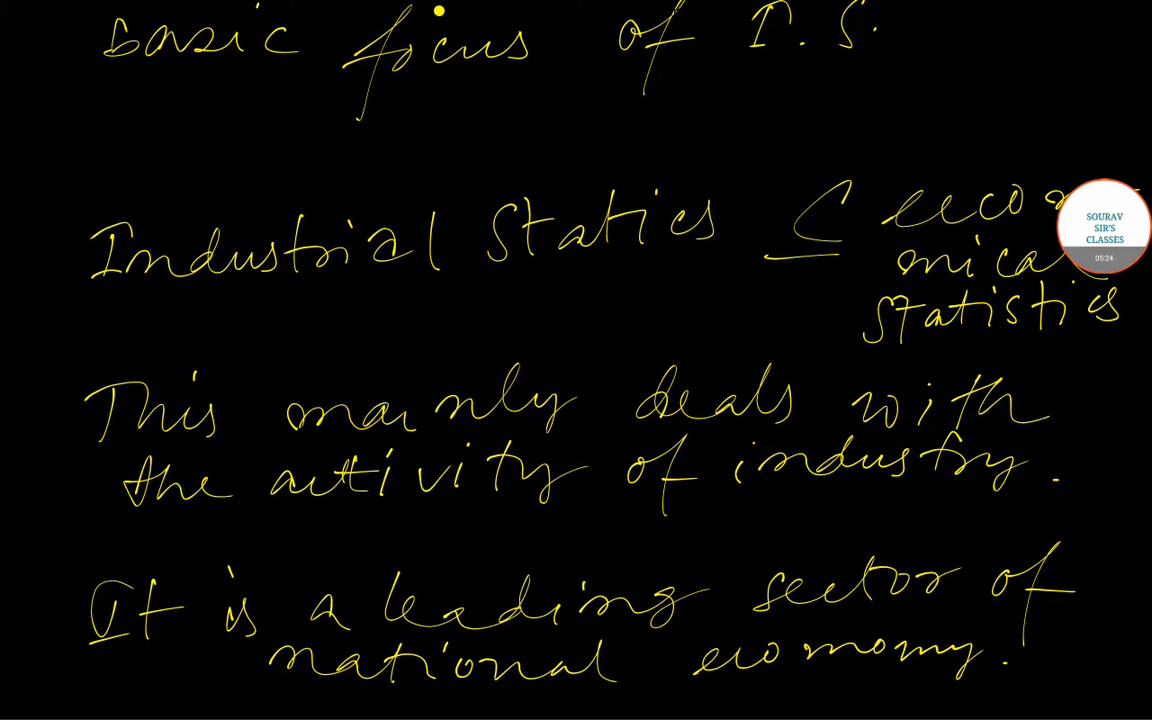 basic focus of I. S.
Industrial Statics ⊆ econo
mical
statistics
SOURAV
SIR'S
CLASSES
05:24
This mainly deals with
the activity of industry.
It is a leading sector of
national economy.